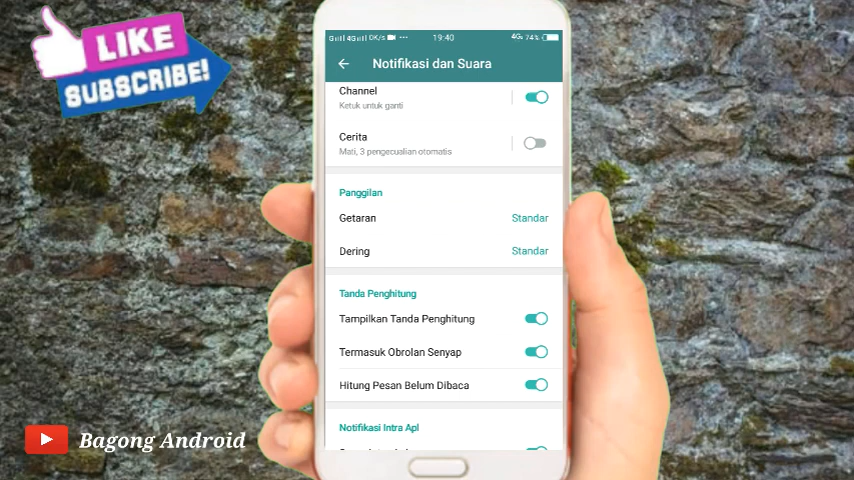 LIKE
SUBSCRIBE!
0K/s
19:40
4G 74%
Notifikasi dan Suara
Channel
Ketuk untuk ganti
Cerita
Mati, 3 pengecualian otomatis
Panggilan
Getaran Standar
Dering Standar
Tanda Penghitung
Tampilkan Tanda Penghitung
Termasuk Obrolan Senyap
Hitung Pesan Belum Dibaca
Notifikasi Intra Apl
Bagong Android